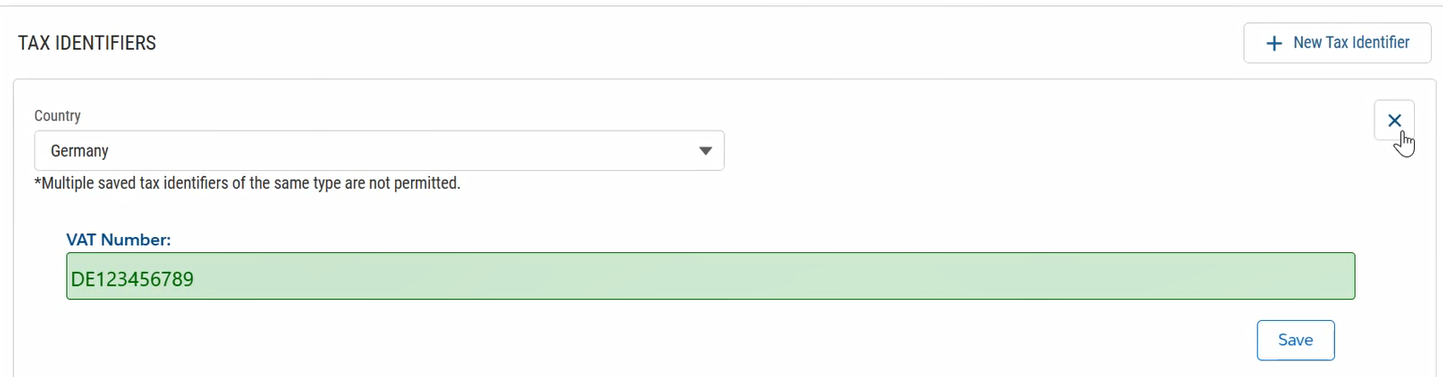 TAX IDENTIFIERS
+ New Tax Identifier
Country
Germany
*Multiple saved tax identifiers of the same type are not permitted.
VAT Number:
DE123456789
Save